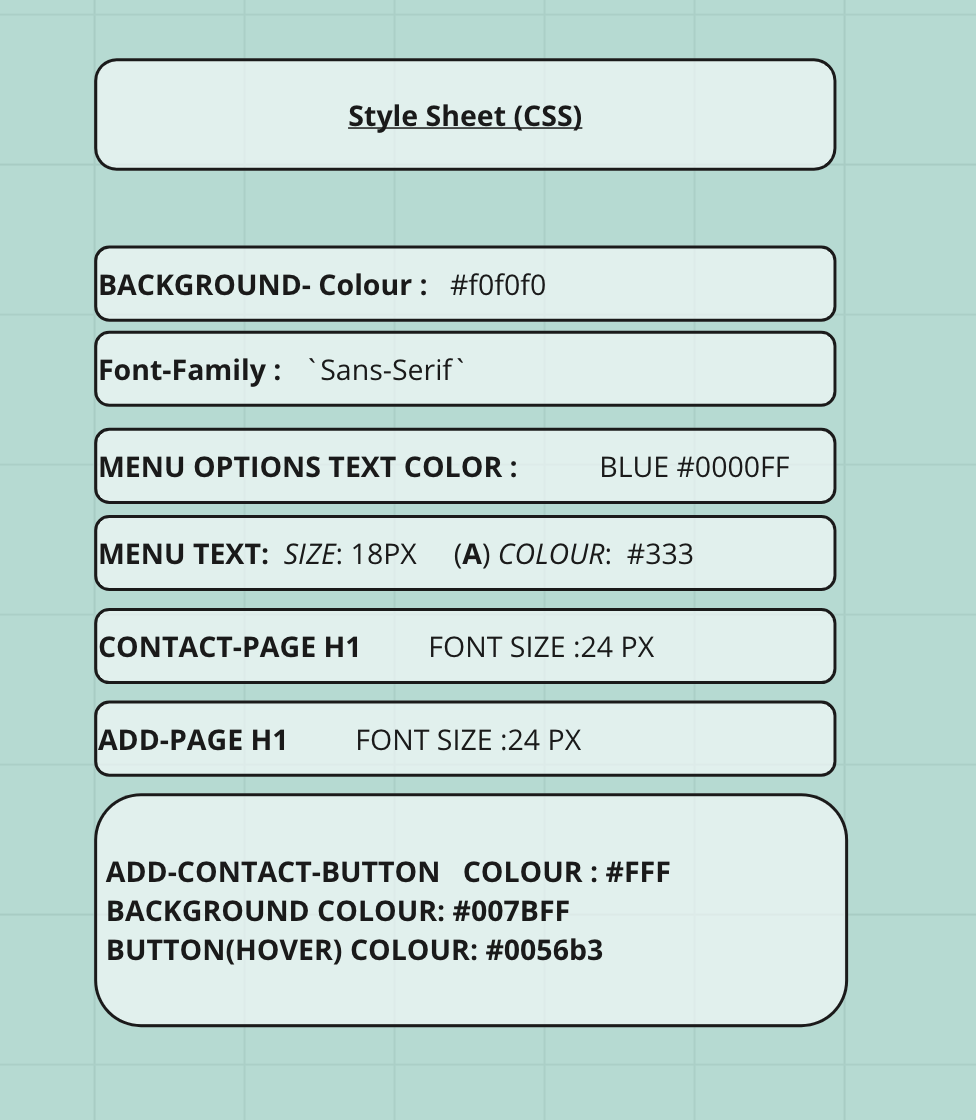 Style Sheet (CSS)
BACKGROUND- Colour : #f0f0f0
Font-Family : `Sans-Serif`
MENU OPTIONS TEXT COLOR : BLUE #0000FF
MENU TEXT: SIZE: 18PX (A) COLOUR: #333
CONTACT-PAGE H1 FONT SIZE :24 PX
ADD-PAGE H1 FONT SIZE :24 PX
ADD-CONTACT-BUTTON COLOUR : #FFF
BACKGROUND COLOUR: #007BFF
BUTTON(HOVER) COLOUR: #0056b3